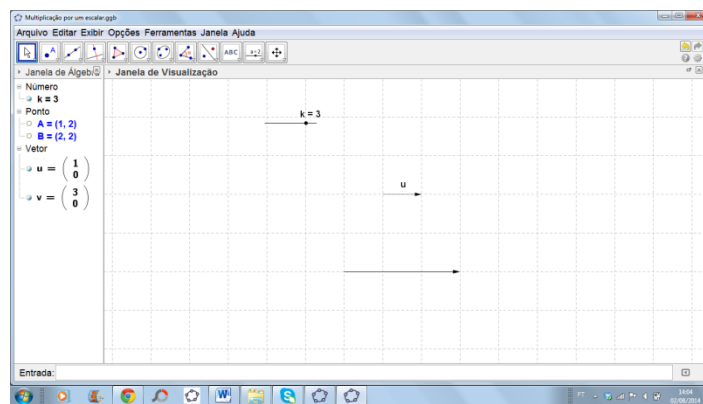 Multiplicação por um escalar.ggb
Arquivo Editar Exibir Opções Ferramentas Janela Ajuda
A
ABC
a=2
Janela de Álgebra
Janela de Visualização
Número
k = 3
Ponto
A = (1, 2)
B = (2, 2)
Vetor
u = ( 1 0 )
v = ( 3 0 )
k = 3
u
Entrada:
W
S
PT
14:04
02/06/2014